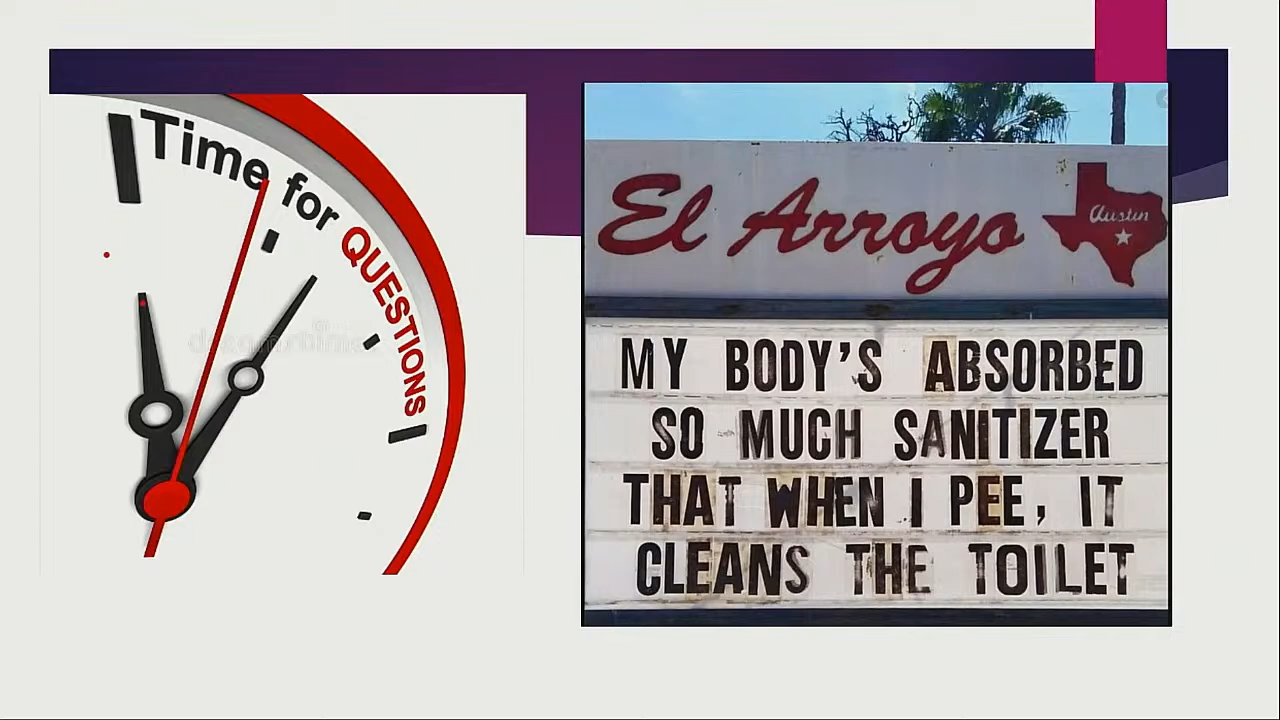 Time for QUESTIONS
El Arroyo
Austin
MY BODY'S ABSORBED
SO MUCH SANITIZER
THAT WHEN I PEE, IT
CLEANS THE TOILET